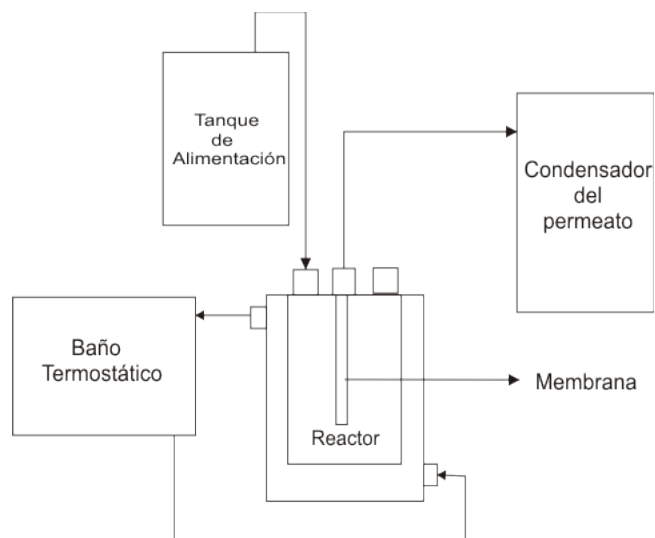 Tanque
de
Alimentación
Condensador
del
permeato
Baño
Termostático
Membrana
Reactor